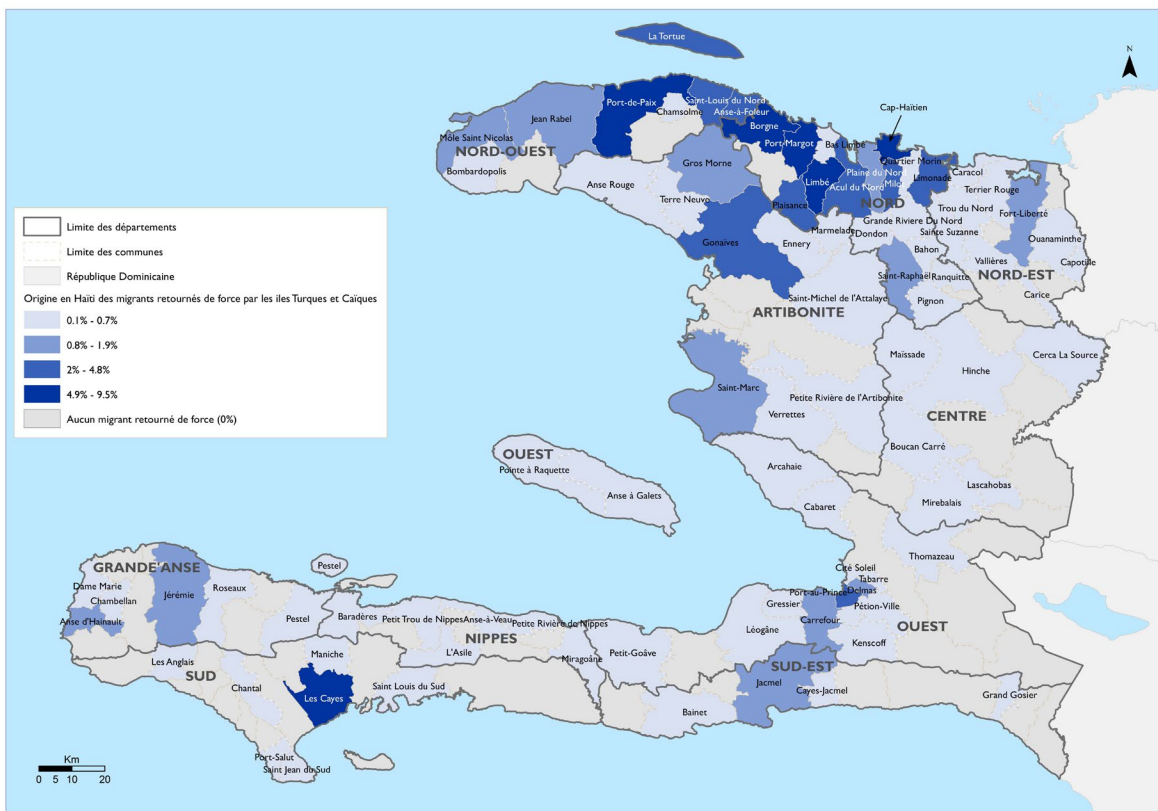 N
La Tortue
Cap-Haïtien
Port-de-Paix
Saint-Louis du Nord
Anse-à-Foleur
Chamsolme
Jean Rabel
Borgne
Môle Saint Nicolas
Port-Margot
Bas Limbé
NORD-OUEST
Quartier Morin
Gros Morne
Plaine du Nord
Limonade
Caracol
Bombardopolis
Limbé
Acul du Nord
Milot
Terrier Rouge
Anse Rouge
NORD
Terre Neuve
Plaisance
Trou du Nord
Fort-Liberté
Grande Riviere Du Nord
Marmelade
Dondon
Sainte Suzanne
Ouanaminthe
Gonaïves
Ennery
Bahon
Vallières
Capotille
Saint-Raphaël
Ranquitte
NORD-EST
Saint-Michel de l'Attalaye
Pignon
Carice
ARTIBONITE
Limite des départements
Limite des communes
République Dominicaine
Origine en Haïti des migrants retournés de force par les iles Turques et Caïques
0.1% - 0.7%
0.8% - 1.9%
2% - 4.8%
4.9% - 9.5%
Aucun migrant retourné de force (0%)
Maïssade
Cerca La Source
Hinche
Saint-Marc
Petite Rivière de l'Artibonite
Verrettes
CENTRE
Boucan Carré
OUEST
Pointe à Raquette
Arcahaie
Lascahobas
Anse à Galets
Mirebalais
Cabaret
Thomazeau
GRANDE'ANSE
Pestel
Cité Soleil
Tabarre
Dame Marie
Roseaux
Port-au-Prince
Delmas
Jérémie
Chambellan
Gressier
Pétion-Ville
Anse d'Hainault
Pestel
Baradères
Petit Trou de Nippes
Anse-à-Veau
Petite Rivière de Nippes
Carrefour
OUEST
NIPPES
Léogâne
Kenscoff
L'Asile
Miragoâne
Petit-Goâve
Les Anglais
Maniche
SUD
SUD-EST
Chantal
Les Cayes
Saint Louis du Sud
Jacmel
Cayes-Jacmel
Grand Gosier
Bainet
Port-Salut
Saint Jean du Sud
Km
0 5 10 20